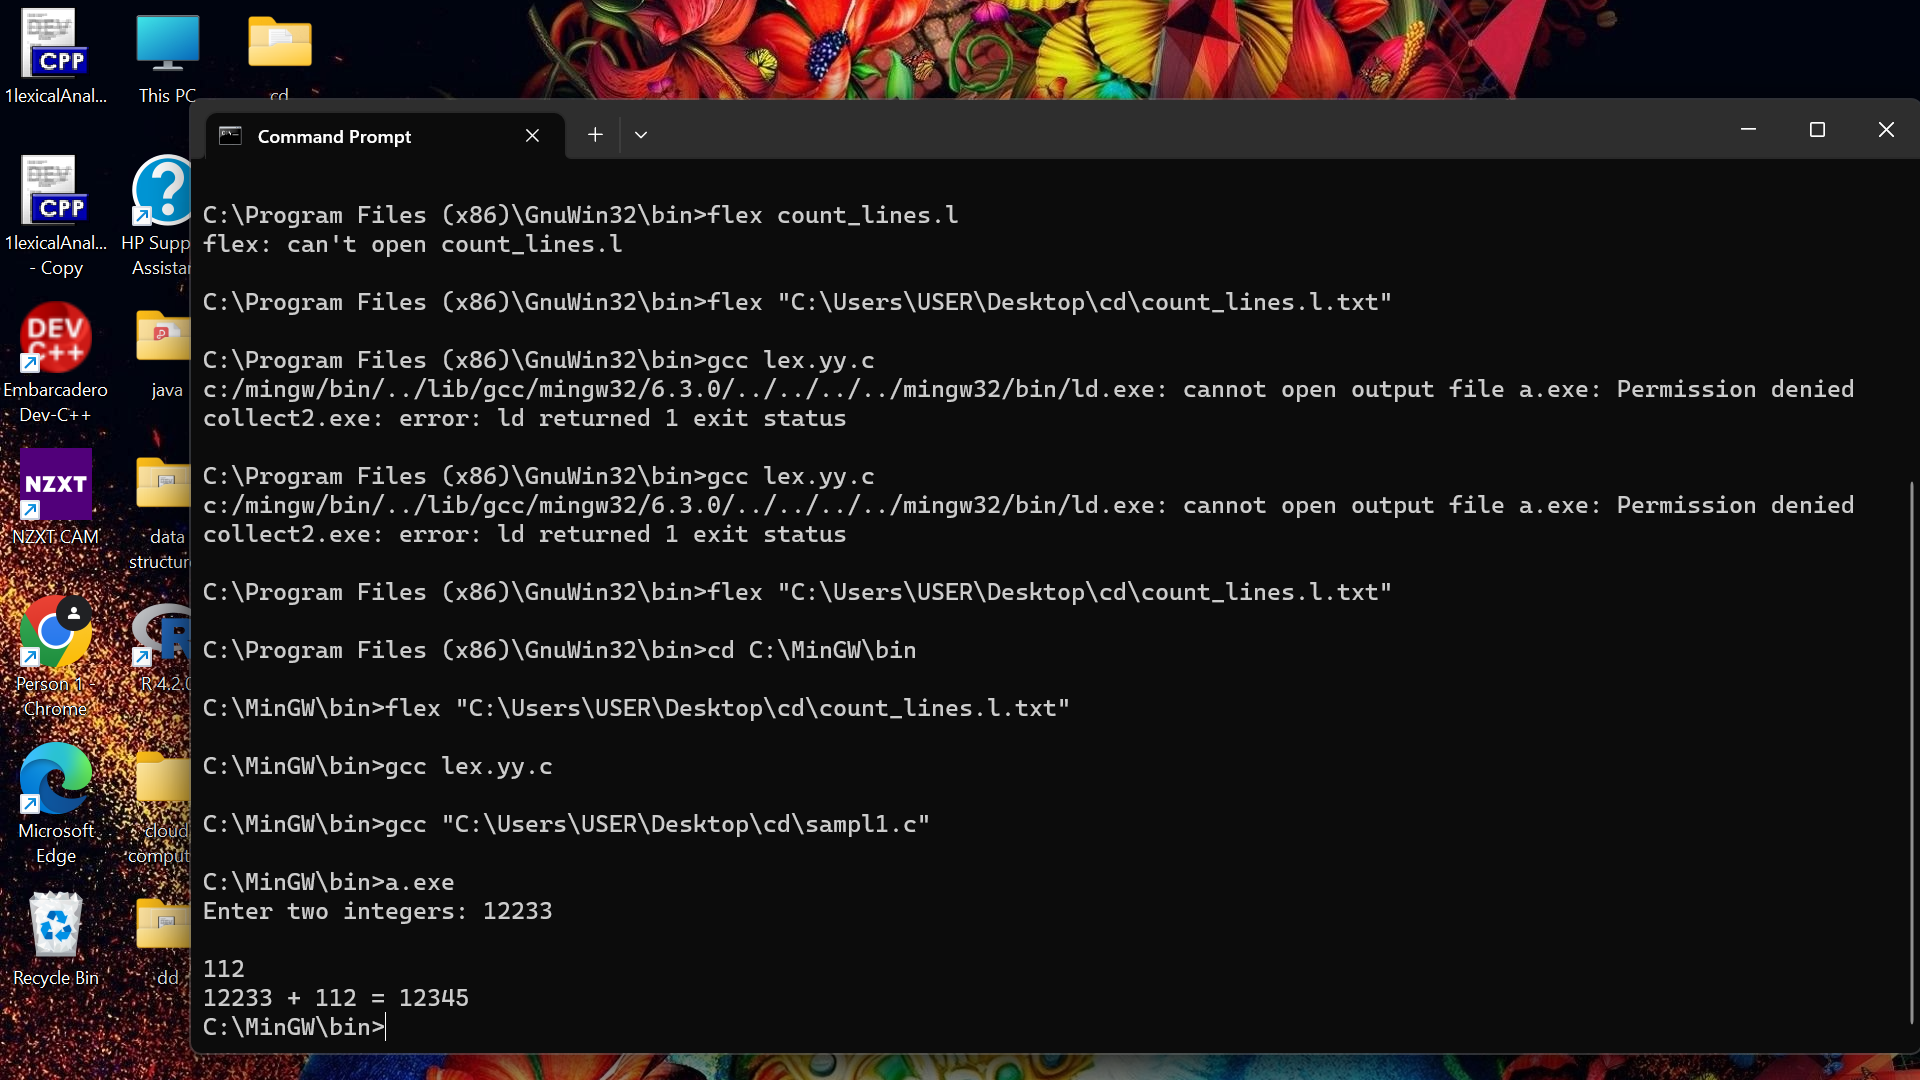 DEV
CPP
1lexicalAnal...
This PC
cd
CPP
1lexicalAnal...
- Copy
HP Supp
Assistan
DEV
C++
Embarcadero
Dev-C++
java
NZXT
NZXT CAM
data
structur
Person 1 -
Chrome
R 4.2.0
Microsoft
Edge
cloud
comput
Recycle Bin
dd
Command Prompt
C:\Program Files (x86)\GnuWin32\bin>flex count_lines.l
flex: can't open count_lines.l
C:\Program Files (x86)\GnuWin32\bin>flex "C:\Users\USER\Desktop\cd\count_lines.l.txt"
C:\Program Files (x86)\GnuWin32\bin>gcc lex.yy.c
c:/mingw/bin/../lib/gcc/mingw32/6.3.0/../../../../mingw32/bin/ld.exe: cannot open output file a.exe: Permission denied
collect2.exe: error: ld returned 1 exit status
C:\Program Files (x86)\GnuWin32\bin>gcc lex.yy.c
c:/mingw/bin/../lib/gcc/mingw32/6.3.0/../../../../mingw32/bin/ld.exe: cannot open output file a.exe: Permission denied
collect2.exe: error: ld returned 1 exit status
C:\Program Files (x86)\GnuWin32\bin>flex "C:\Users\USER\Desktop\cd\count_lines.l.txt"
C:\Program Files (x86)\GnuWin32\bin>cd C:\MinGW\bin
C:\MinGW\bin>flex "C:\Users\USER\Desktop\cd\count_lines.l.txt"
C:\MinGW\bin>gcc lex.yy.c
C:\MinGW\bin>gcc "C:\Users\USER\Desktop\cd\sampl1.c"
C:\MinGW\bin>a.exe
Enter two integers: 12233
112
12233 + 112 = 12345
C:\MinGW\bin>